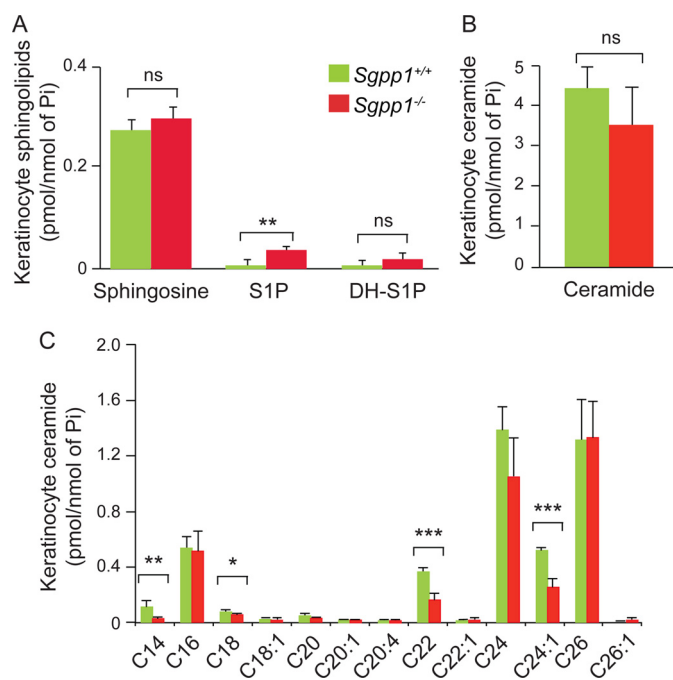 A
Keratinocyte sphingolipids
(pmol/nmol of Pi)
0.4
0.2
0
ns
**
ns
Sgpp1+/+
Sgpp1-/-
Sphingosine
S1P
DH-S1P
B
Keratinocyte ceramide
(pmol/nmol of Pi)
5
4
3
2
1
0
ns
Ceramide
C
Keratinocyte ceramide
(pmol/nmol of Pi)
2.0
1.6
1.2
0.8
0.4
0
**
*
***
***
C14
C16
C18
C18:1
C20
C20:1
C20:4
C22
C22:1
C24
C24:1
C26
C26:1